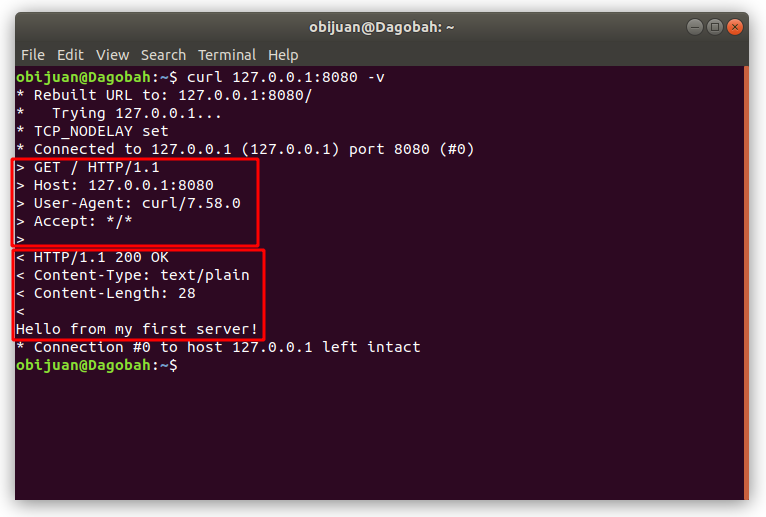 obijuan@Dagobah: ~
File Edit View Search Terminal Help
obijuan@Dagobah:~$ curl 127.0.0.1:8080 -v
* Rebuilt URL to: 127.0.0.1:8080/
*   Trying 127.0.0.1...
* TCP_NODELAY set
* Connected to 127.0.0.1 (127.0.0.1) port 8080 (#0)
> GET / HTTP/1.1
> Host: 127.0.0.1:8080
> User-Agent: curl/7.58.0
> Accept: */*
>
< HTTP/1.1 200 OK
< Content-Type: text/plain
< Content-Length: 28
<
Hello from my first server!
* Connection #0 to host 127.0.0.1 left intact
obijuan@Dagobah:~$